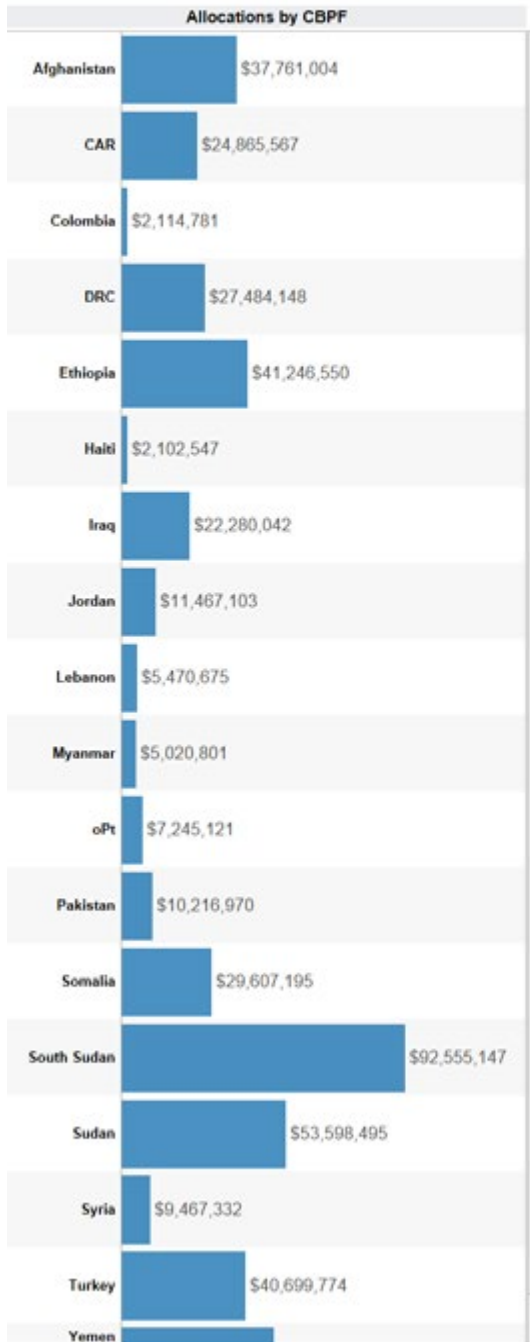 Allocations by CBPF
Afghanistan $37,761,004
CAR $24,865,567
Colombia $2,114,781
DRC $27,484,148
Ethiopia $41,246,550
Haiti $2,102,547
Iraq $22,280,042
Jordan $11,467,103
Lebanon $5,470,675
Myanmar $5,020,801
oPt $7,245,121
Pakistan $10,216,970
Somalia $29,607,195
South Sudan $92,555,147
Sudan $53,598,495
Syria $9,467,332
Turkey $40,699,774
Yemen